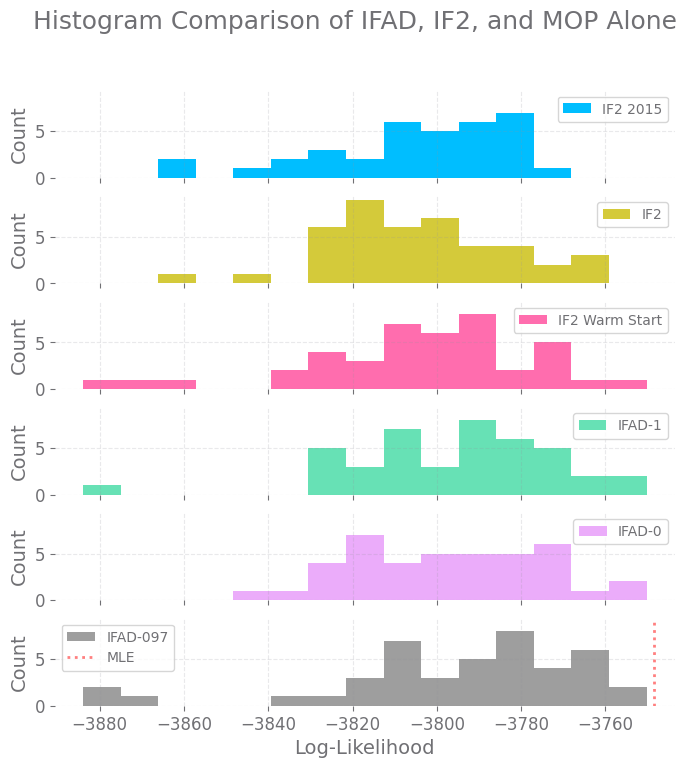 Histogram Comparison of IFAD, IF2, and MOP Alone
Count
5
0
IF2 2015
Count
5
0
IF2
Count
5
0
IF2 Warm Start
Count
5
0
IFAD-1
Count
5
0
IFAD-0
Count
5
0
IFAD-097
MLE
−3880 −3860 −3840 −3820 −3800 −3780 −3760
Log-Likelihood